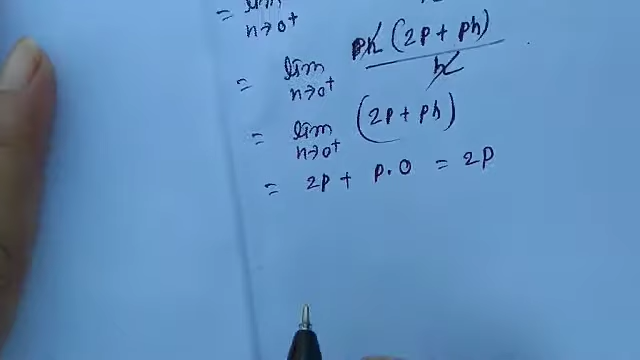 = lim
h→0⁺
= lim ph(2p + ph)
h→0⁺ h
= lim (2p + ph)
h→0⁺
= 2p + p.0 = 2p